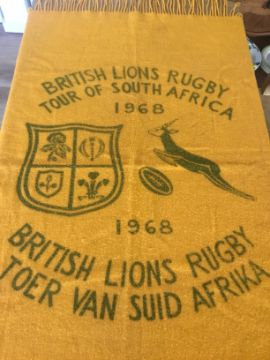 BRITISH LIONS RUGBY
TOUR OF SOUTH AFRICA
1968
1968
BRITISH LIONS RUGBY
TOER VAN SUID AFRIKA